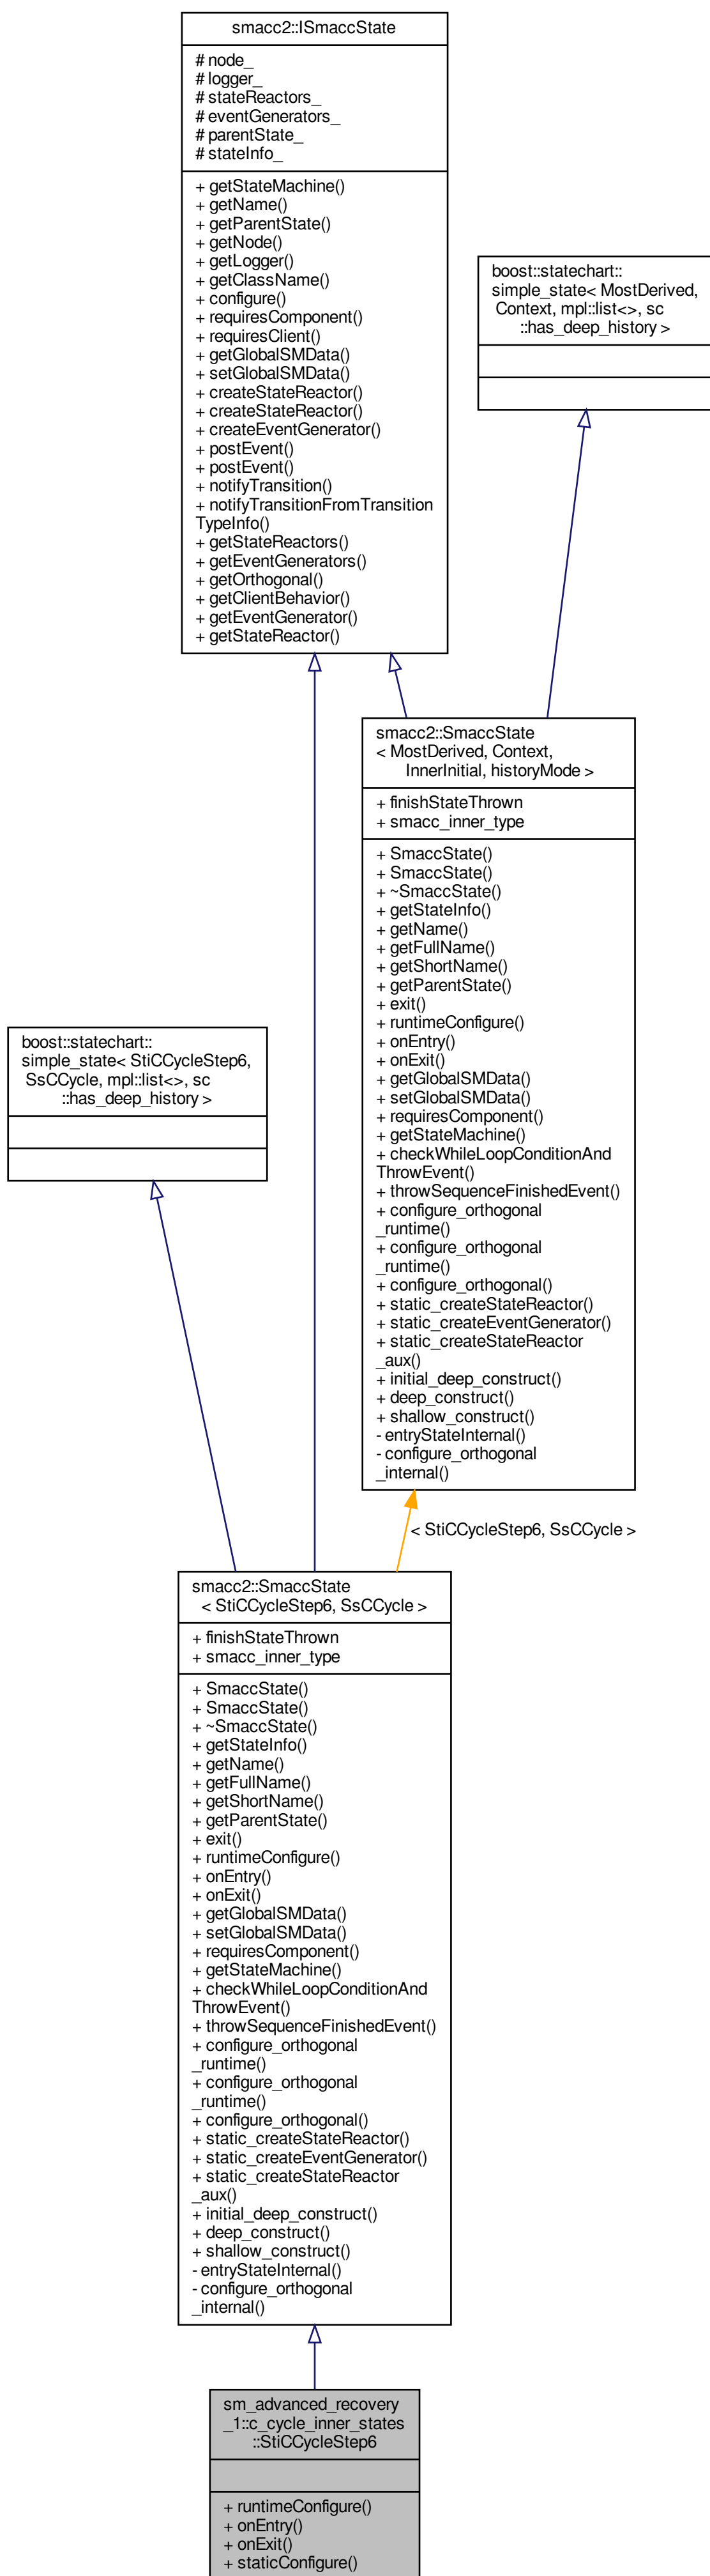 smacc2::ISmaccState
# node_
# logger_
# stateReactors_
# eventGenerators_
# parentState_
# stateInfo_
+ getStateMachine()
+ getName()
+ getParentState()
+ getNode()
+ getLogger()
+ getClassName()
+ configure()
+ requiresComponent()
+ requiresClient()
+ getGlobalSMData()
+ setGlobalSMData()
+ createStateReactor()
+ createStateReactor()
+ createEventGenerator()
+ postEvent()
+ postEvent()
+ notifyTransition()
+ notifyTransitionFromTransition
TypeInfo()
+ getStateReactors()
+ getEventGenerators()
+ getOrthogonal()
+ getClientBehavior()
+ getEventGenerator()
+ getStateReactor()
boost::statechart::
simple_state< MostDerived,
Context, mpl::list<>, sc
::has_deep_history >
smacc2::SmaccState
< MostDerived, Context,
InnerInitial, historyMode >
+ finishStateThrown
+ smacc_inner_type
+ SmaccState()
+ SmaccState()
+ ~SmaccState()
+ getStateInfo()
+ getName()
+ getFullName()
+ getShortName()
+ getParentState()
+ exit()
+ runtimeConfigure()
+ onEntry()
+ onExit()
+ getGlobalSMData()
+ setGlobalSMData()
+ requiresComponent()
+ getStateMachine()
+ checkWhileLoopConditionAnd
ThrowEvent()
+ throwSequenceFinishedEvent()
+ configure_orthogonal
_runtime()
+ configure_orthogonal
_runtime()
+ configure_orthogonal()
+ static_createStateReactor()
+ static_createEventGenerator()
+ static_createStateReactor
_aux()
+ initial_deep_construct()
+ deep_construct()
+ shallow_construct()
- entryStateInternal()
- configure_orthogonal
_internal()
boost::statechart::
simple_state< StiCCycleStep6,
SsCCycle, mpl::list<>, sc
::has_deep_history >
< StiCCycleStep6, SsCCycle >
smacc2::SmaccState
< StiCCycleStep6, SsCCycle >
+ finishStateThrown
+ smacc_inner_type
+ SmaccState()
+ SmaccState()
+ ~SmaccState()
+ getStateInfo()
+ getName()
+ getFullName()
+ getShortName()
+ getParentState()
+ exit()
+ runtimeConfigure()
+ onEntry()
+ onExit()
+ getGlobalSMData()
+ setGlobalSMData()
+ requiresComponent()
+ getStateMachine()
+ checkWhileLoopConditionAnd
ThrowEvent()
+ throwSequenceFinishedEvent()
+ configure_orthogonal
_runtime()
+ configure_orthogonal
_runtime()
+ configure_orthogonal()
+ static_createStateReactor()
+ static_createEventGenerator()
+ static_createStateReactor
_aux()
+ initial_deep_construct()
+ deep_construct()
+ shallow_construct()
- entryStateInternal()
- configure_orthogonal
_internal()
sm_advanced_recovery
_1::c_cycle_inner_states
::StiCCycleStep6
+ runtimeConfigure()
+ onEntry()
+ onExit()
+ staticConfigure()